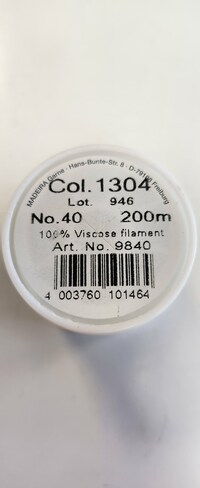 MADEIRA Garne · Hans-Bunte-Str. 8 · D-79108 Freiburg
Col.1304
Lot. 946
No.40 200m
100% Viscose filament
Art. No. 9840
4 003760 101464